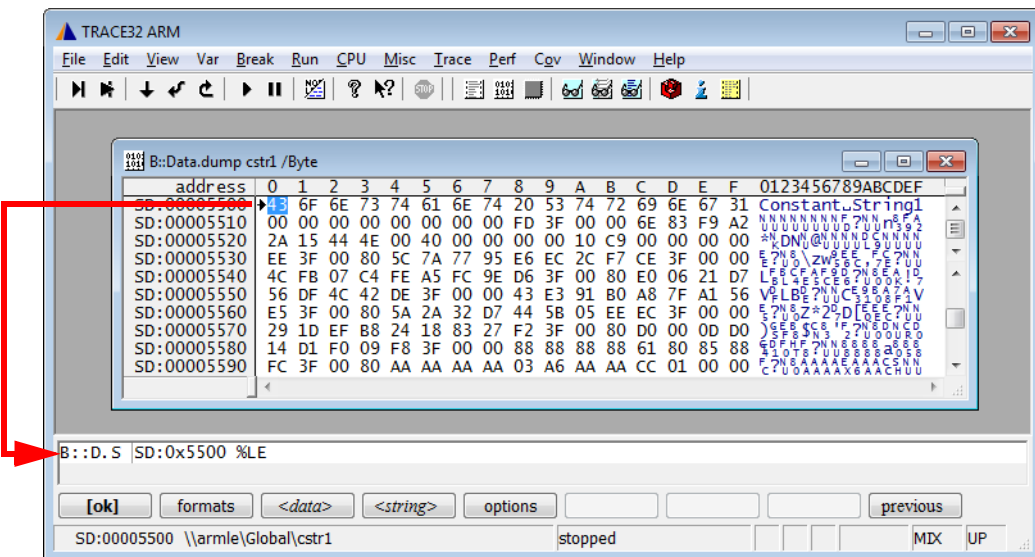 TRACE32 ARM
File Edit View Var Break Run CPU Misc Trace Perf Cov Window Help
B::Data.dump cstr1 /Byte
address 0 1 2 3 4 5 6 7 8 9 A B C D E F 0123456789ABCDEF
SD:00005500 43 6F 6E 73 74 61 6E 74 20 53 74 72 69 6E 67 31 Constant String1
SD:00005510 00 00 00 00 00 00 00 00 FD 3F 00 00 6E 83 F9 A2
SD:00005520 2A 15 44 4E 00 40 00 00 00 00 10 C9 00 00 00 00
SD:00005530 EE 3F 00 80 5C 7A 77 95 E6 EC 2C F7 CE 3F 00 00
SD:00005540 4C FB 07 C4 FE A5 FC 9E D6 3F 00 80 E0 06 21 D7
SD:00005550 56 DF 4C 42 DE 3F 00 00 43 E3 91 B0 A8 7F A1 56
SD:00005560 E5 3F 00 80 5A 2A 32 D7 44 5B 05 EE EC 3F 00 00
SD:00005570 29 1D EF B8 24 18 83 27 F2 3F 00 80 D0 00 0D D0
SD:00005580 14 D1 F0 09 F8 3F 00 00 88 88 88 88 61 80 85 88
SD:00005590 FC 3F 00 80 AA AA AA AA 03 A6 AA AA CC 01 00 00
B::D.S SD:0x5500 %LE
[ok] formats <data> <string> options previous
SD:00005500 \\armle\Global\cstr1 stopped MIX UP